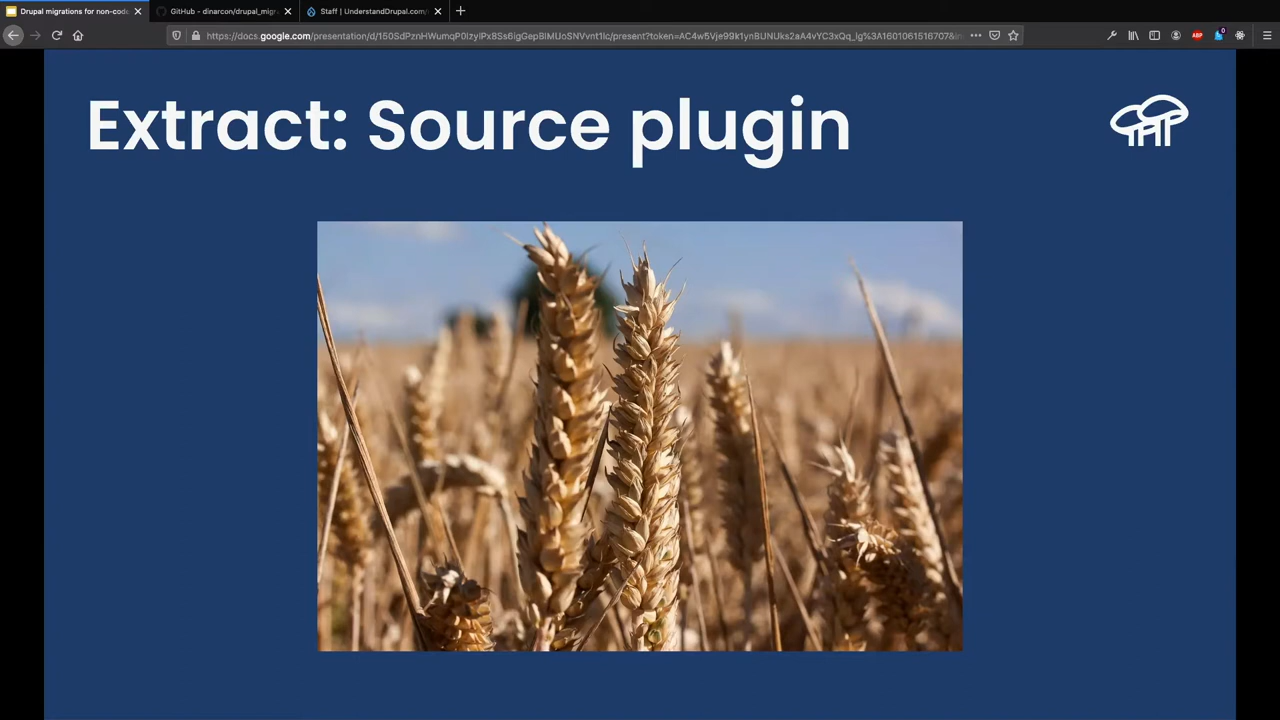 Drupal migrations for non-code
GitHub - dinarcon/drupal_migr
Staff | UnderstandDrupal.com/
Extract: Source plugin